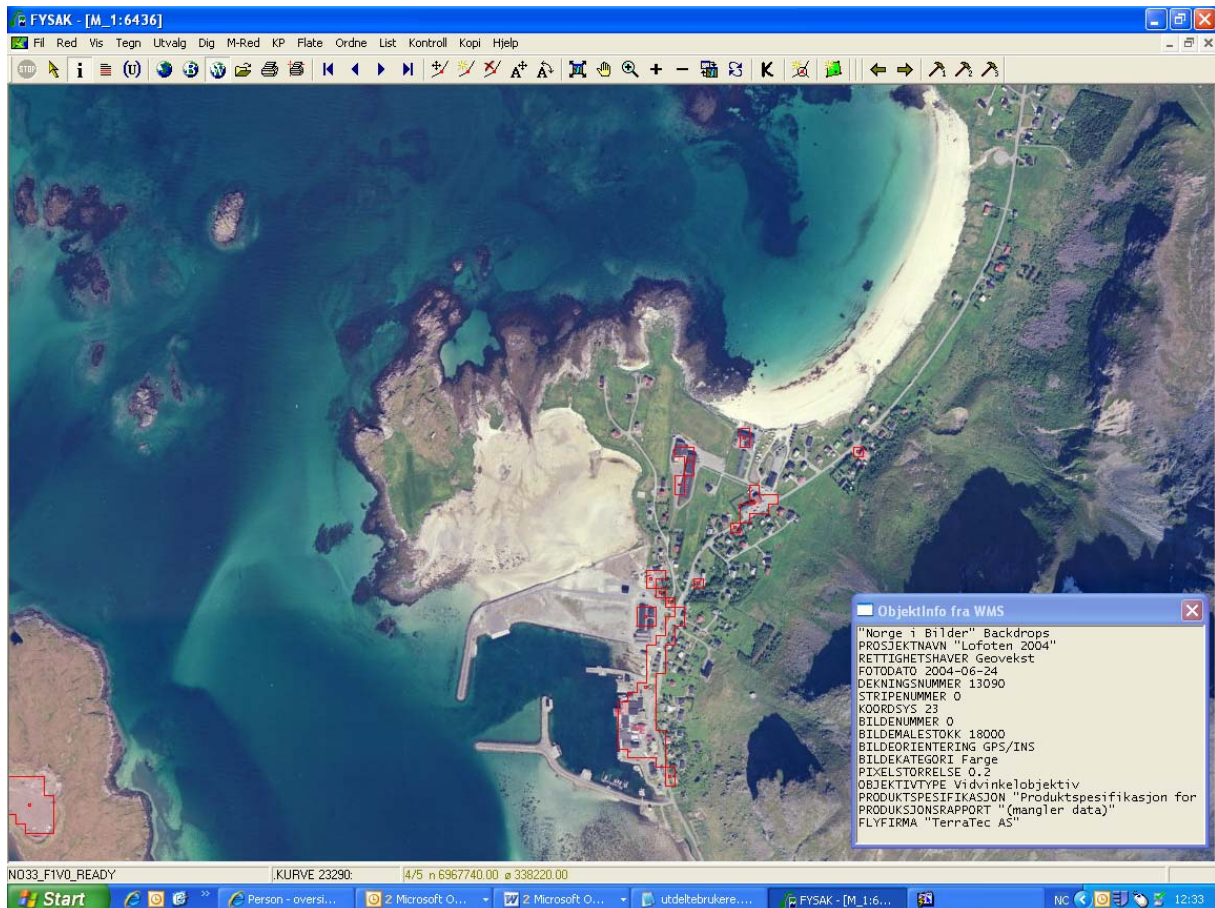 FYSAK - [M_1:6436]
Fil Red Vis Tegn Utvalg Dig M-Red KP Flate Ordne List Kontroll Kopi Hjelp
STOP i (U) B W K
ObjektInfo fra WMS
"Norge i Bilder" Backdrops
PROSJEKTNAVN "Lofoten 2004"
RETTIGHETSHAVER Geovekst
FOTODATO 2004-06-24
DEKNINGSNUMMER 13090
STRIPENUMMER 0
KOORDSYS 23
BILDENUMMER 0
BILDEMALESTOKK 18000
BILDEORIENTERING GPS/INS
BILDEKATEGORI Farge
PIXELSTORRELSE 0.2
OBJEKTIVTYPE Vidvinkelobjektiv
PRODUKTSPESIFIKASJON "Produktspesifikasjon for
PRODUKSJONSRAPPORT "(mangler data)"
FLYFIRMA "TerraTec AS"
NO33_F1V0_READY .KURVE 23290: 4/5 n 6967740.00 ø 338220.00
Start Person - oversi... 2 Microsoft O... 2 Microsoft O... utdeltebrukere.... FYSAK - [M_1:6... NC 12:33